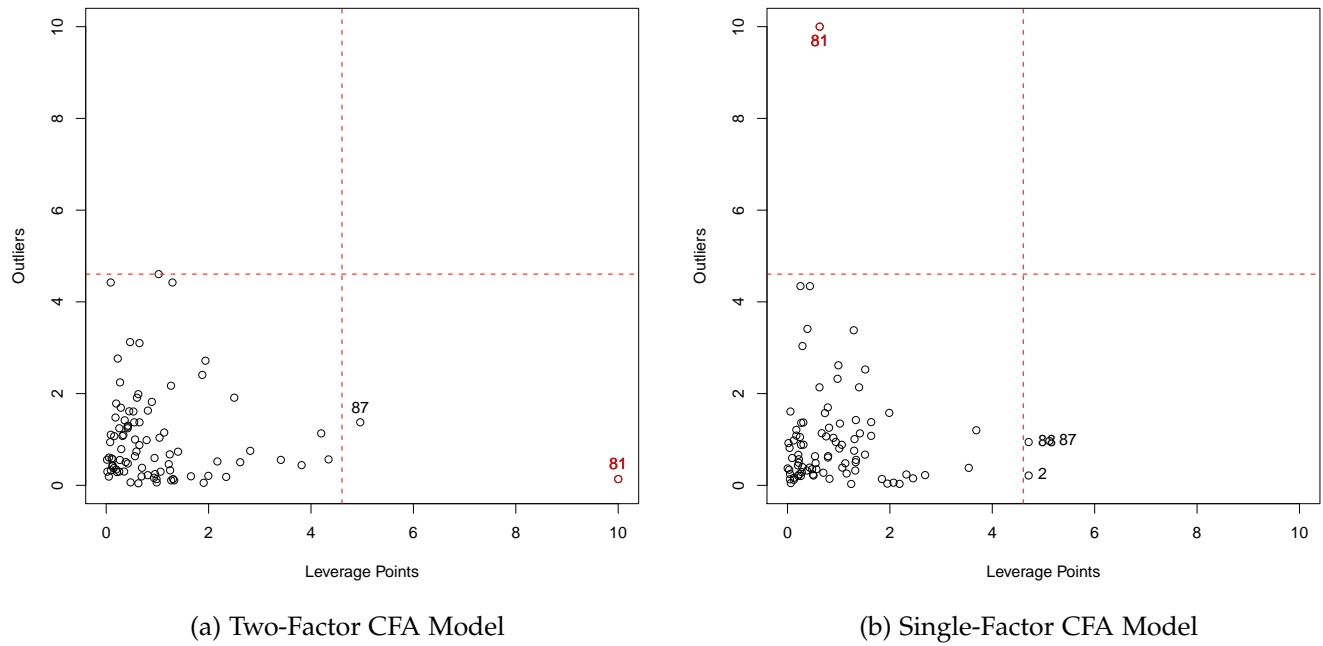 10
8
6
4
2
0
Outliers
87
81
0 2 4 6 8 10
Leverage Points
(a) Two-Factor CFA Model
10
8
6
4
2
0
Outliers
81
88 87
2
0 2 4 6 8 10
Leverage Points
(b) Single-Factor CFA Model